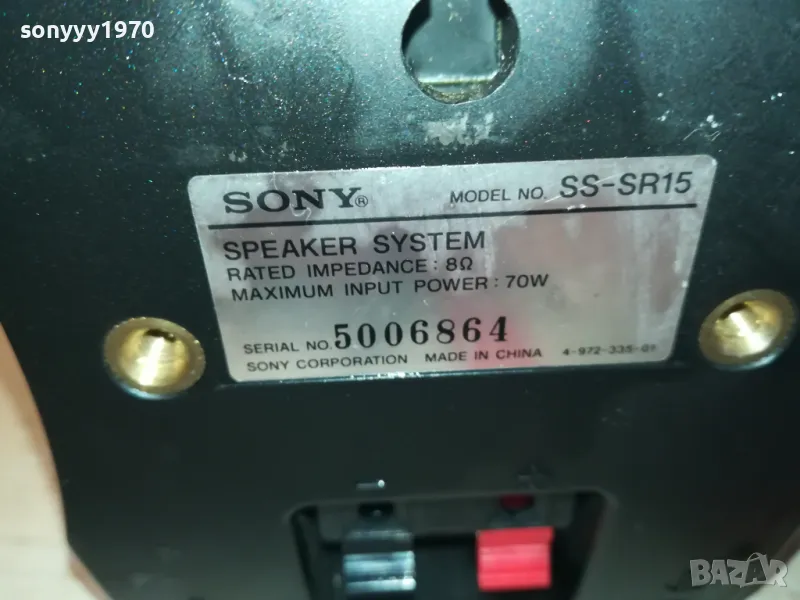 sonyyy1970
SONY® MODEL NO. SS-SR15
SPEAKER SYSTEM
RATED IMPEDANCE : 8Ω
MAXIMUM INPUT POWER : 70W
SERIAL NO. 5006864
SONY CORPORATION MADE IN CHINA 4-972-335-01
- +
BAZAR